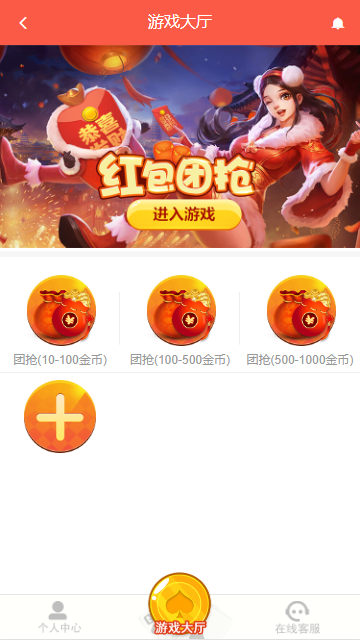 游戏大厅
恭喜
红包团抢
进入游戏
团抢(10-100金币)
团抢(100-500金币)
团抢(500-1000金币)
个人中心
游戏大厅
在线客服